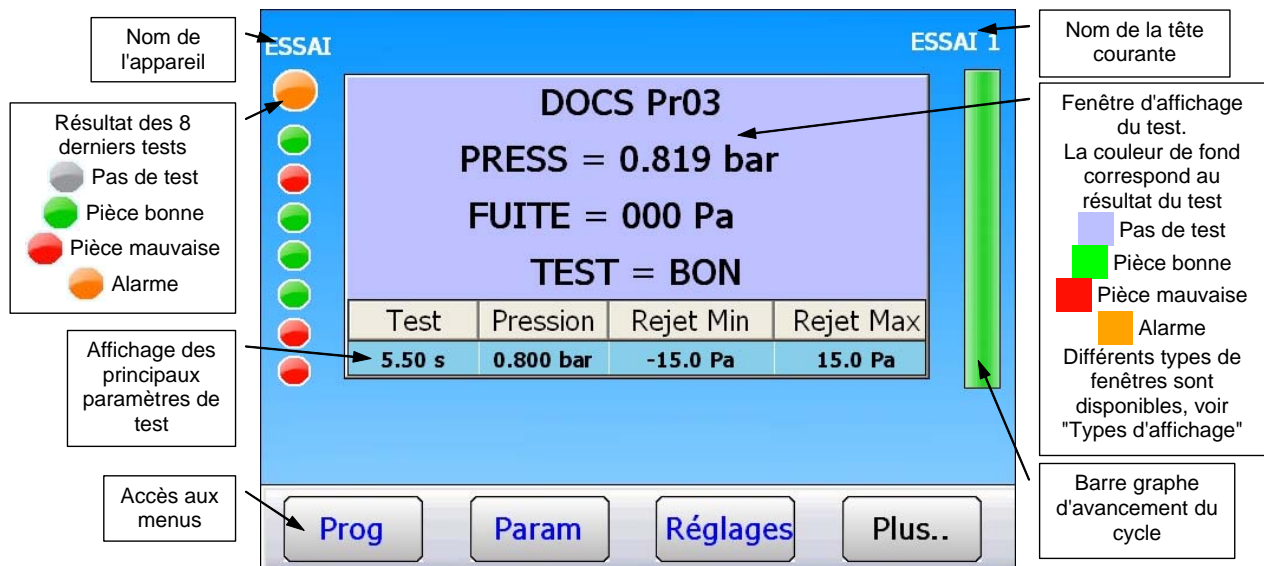 Nom de
l'appareil
Résultat des 8
derniers tests
Pas de test
Pièce bonne
Pièce mauvaise
Alarme
Affichage des
principaux
paramètres de
test
Accès aux
menus
ESSAI
ESSAI 1
DOCS Pr03
PRESS = 0.819 bar
FUITE = 000 Pa
TEST = BON
Test Pression Rejet Min Rejet Max
5.50 s 0.800 bar -15.0 Pa 15.0 Pa
Prog Param Réglages Plus..
Nom de la tête
courante
Fenêtre d'affichage
du test.
La couleur de fond
correspond au
résultat du test
Pas de test
Pièce bonne
Pièce mauvaise
Alarme
Différents types de
fenêtres sont
disponibles, voir
"Types d'affichage"
Barre graphe
d'avancement du
cycle